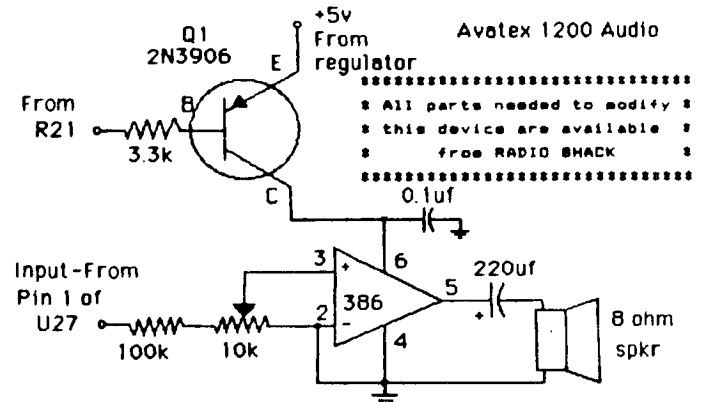 Avatex 1200 Audio
Q1
2N3906
+5v
From
regulator
E
B
C
From
R21
3.3k
********************************
* All parts needed to modify *
* this device are available *
* from RADIO SHACK *
********************************
0.1uf
Input-From
Pin 1 of
U27
100k
10k
3
+
2
-
386
6
5
4
220uf
+
8 ohm
spkr